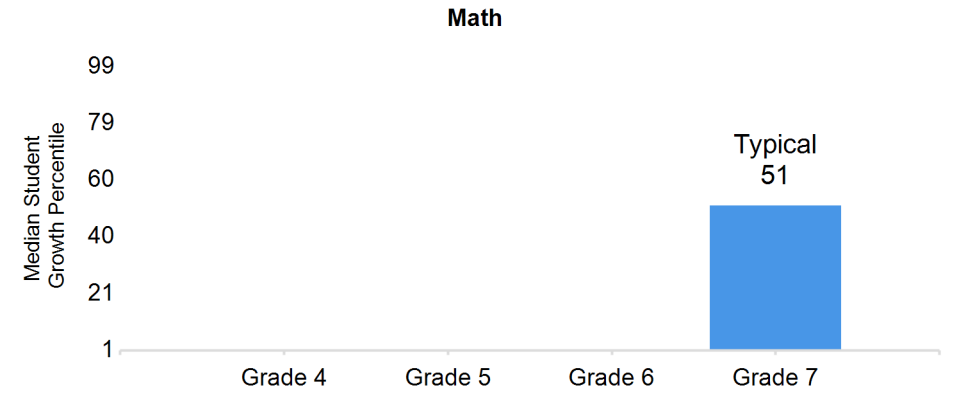 Math
99
79
60
40
21
1
Median Student
Growth Percentile
Typical
51
Grade 4
Grade 5
Grade 6
Grade 7